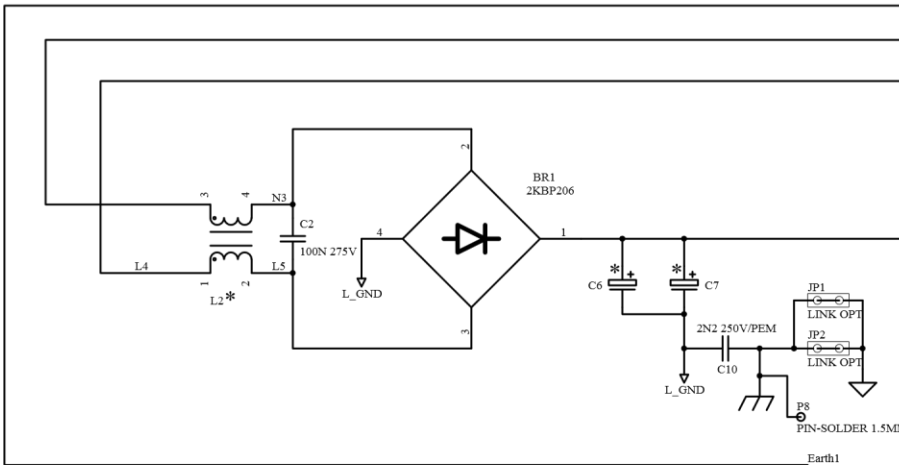 2
BR1
2KBP206
3
4
N3
C2
100N 275V
4
1
L4
L5
L_GND
1
2
L2*
3
*
+
C6
*
+
C7
JP1
LINK OPT
2N2 250V/PEM
JP2
LINK OPT
C10
L_GND
P8
PIN-SOLDER 1.5M
Earth1